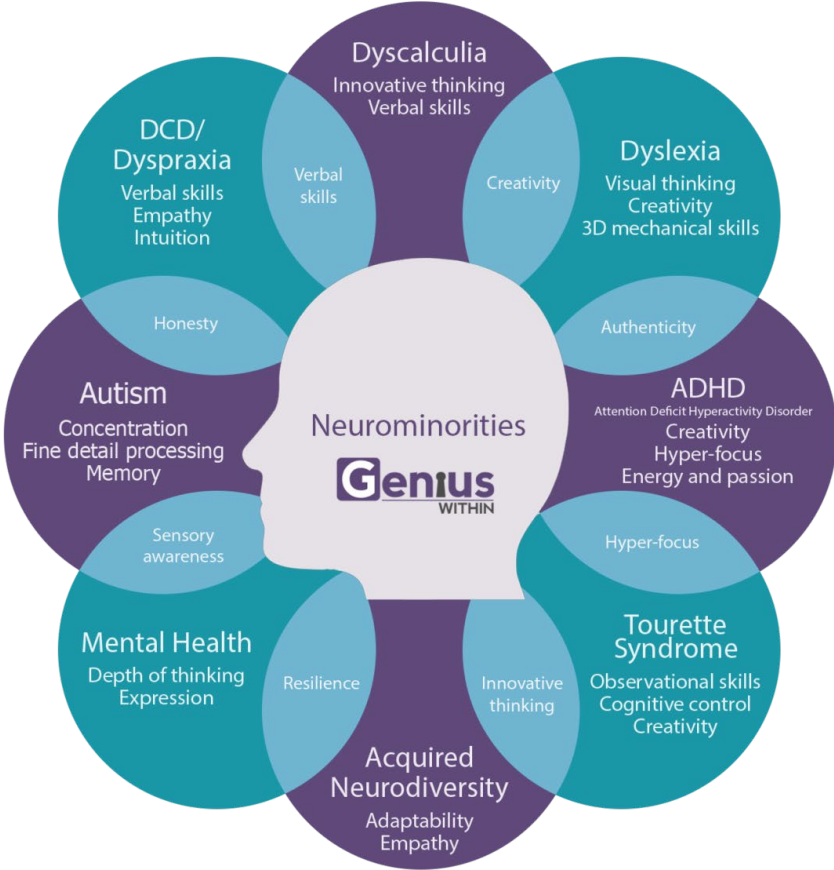 Dyscalculia
Innovative thinking
Verbal skills
DCD/
Dyspraxia
Verbal skills
Empathy
Intuition
Verbal
skills
Creativity
Dyslexia
Visual thinking
Creativity
3D mechanical skills
Honesty
Authenticity
Autism
Concentration
Fine detail processing
Memory
Neurominorities
Genius
WITHIN
ADHD
Attention Deficit Hyperactivity Disorder
Creativity
Hyper-focus
Energy and passion
Sensory
awareness
Hyper-focus
Mental Health
Depth of thinking
Expression
Resilience
Innovative
thinking
Tourette
Syndrome
Observational skills
Cognitive control
Creativity
Acquired
Neurodiversity
Adaptability
Empathy